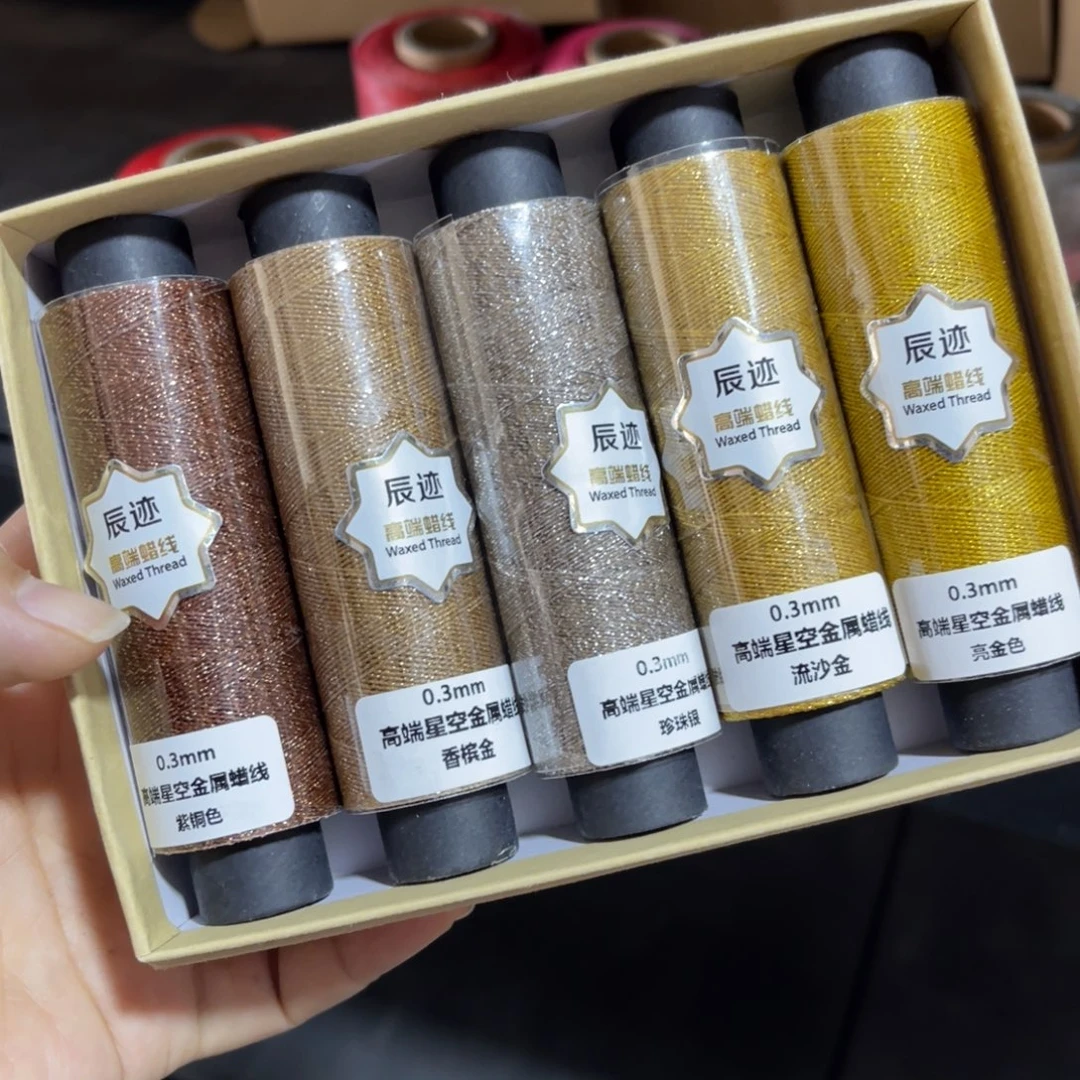 辰迹
高端蜡线
Waxed Thread
0.3mm
高端星空金属蜡线
紫铜色
辰迹
高端蜡线
Waxed Thread
0.3mm
高端星空金属蜡线
香槟金
辰迹
高端蜡线
Waxed Thread
0.3mm
高端星空金属蜡线
珍珠银
辰迹
高端蜡线
Waxed Thread
0.3mm
高端星空金属蜡线
流沙金
辰迹
高端蜡线
Waxed Thread
0.3mm
高端星空金属蜡线
亮金色